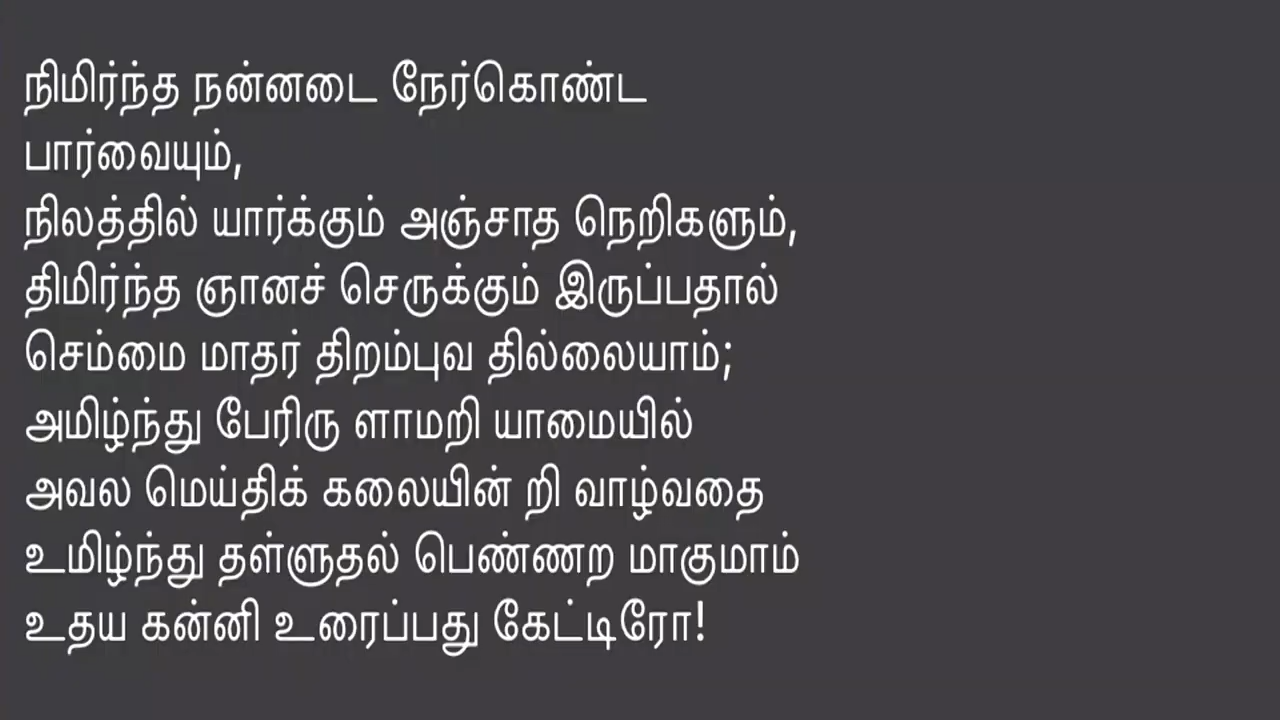 நிமிர்ந்த நன்னடை நேர்கொண்ட
பார்வையும்,
நிலத்தில் யார்க்கும் அஞ்சாத நெறிகளும்,
திமிர்ந்த ஞானச் செருக்கும் இருப்பதால்
செம்மை மாதர் திறம்புவ தில்லையாம்;
அமிழ்ந்து பேரிரு ளாமறி யாமையில்
அவல மெய்திக் கலையின் றி வாழ்வதை
உமிழ்ந்து தள்ளுதல் பெண்ணற மாகுமாம்
உதய கன்னி உரைப்பது கேட்டிரோ!